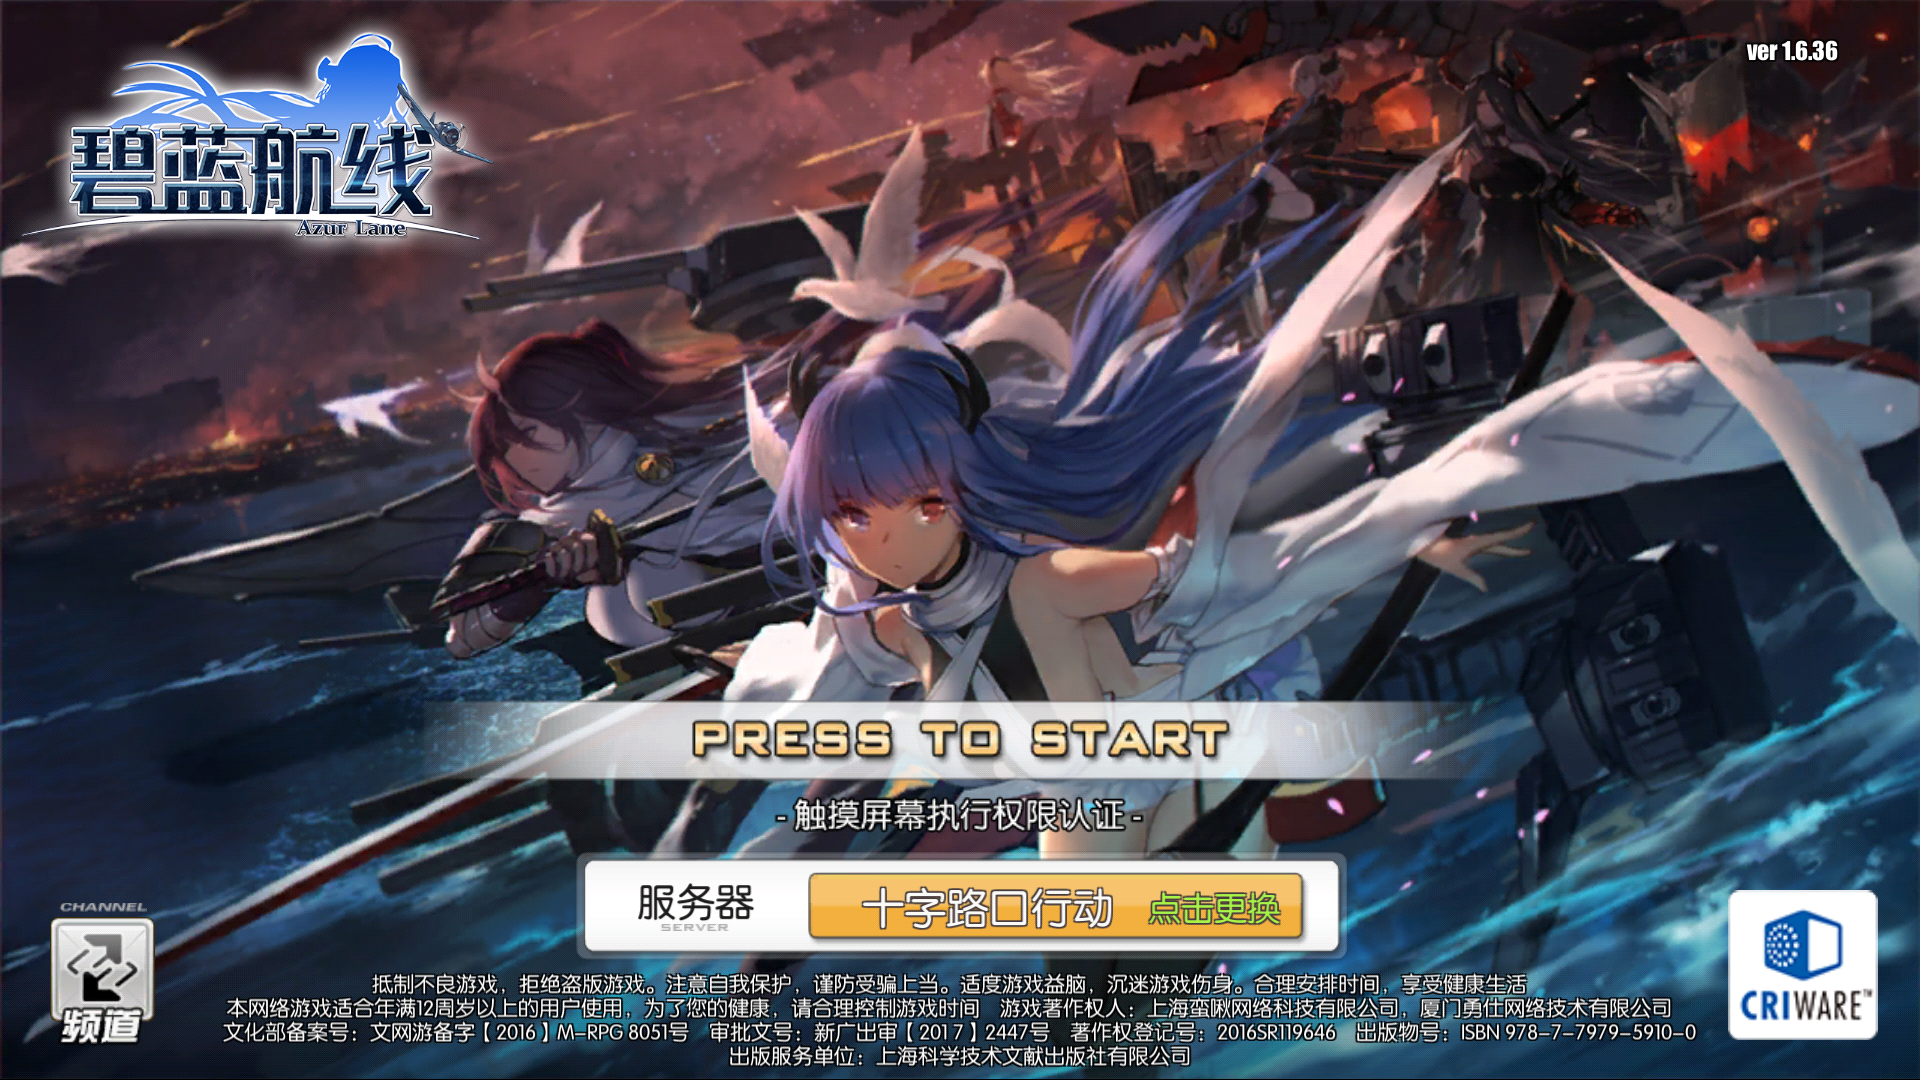 ver 1.6.36
碧蓝航线
Azur Lane
PRESS TO START
-触摸屏幕执行权限认证-
服务器
SERVER
十字路口行动 点击更换
CHANNEL
频道
CRIWARE™
抵制不良游戏，拒绝盗版游戏。注意自我保护，谨防受骗上当。适度游戏益脑，沉迷游戏伤身。合理安排时间，享受健康生活
本网络游戏适合年满12周岁以上的用户使用，为了您的健康，请合理控制游戏时间 游戏著作权人：上海蛮啾网络科技有限公司，厦门勇仕网络技术有限公司
文化部备案号：文网游备字【2016】M-RPG 8051号 审批文号：新广出审【2017】2447号 著作权登记号：2016SR119646 出版物号：ISBN 978-7-7979-5910-0
出版服务单位：上海科学技术文献出版社有限公司